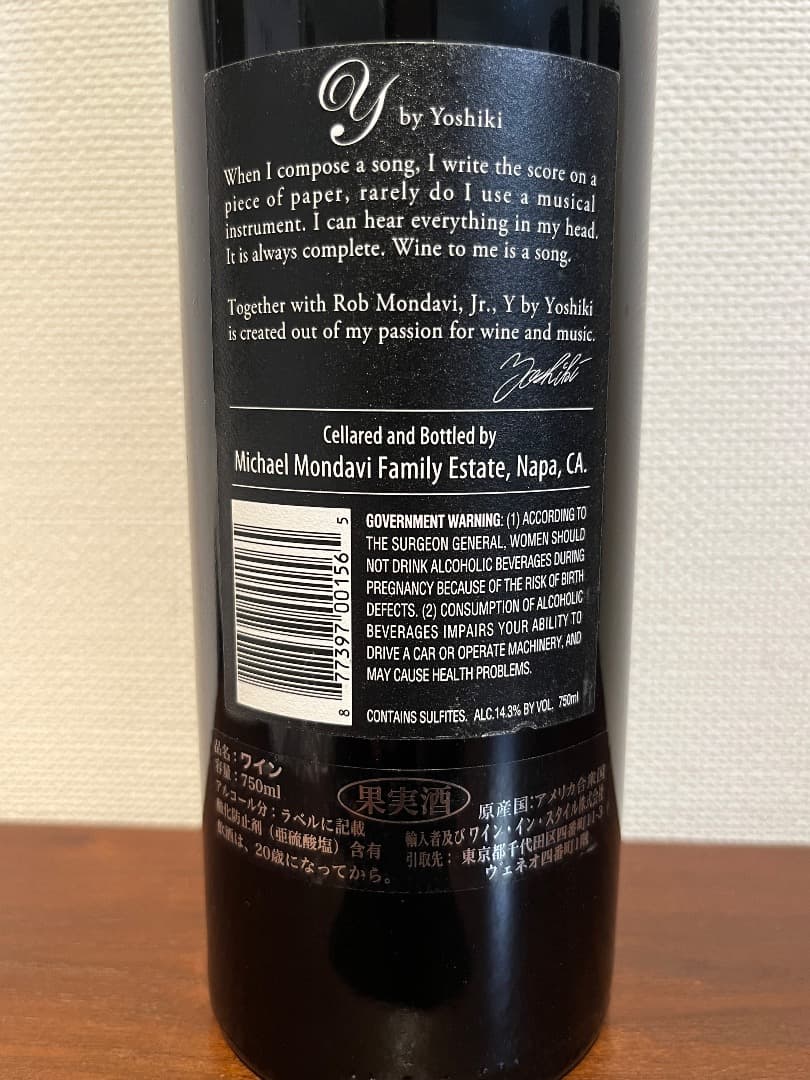 Y by Yoshiki
When I compose a song, I write the score on a
piece of paper, rarely do I use a musical
instrument. I can hear everything in my head.
It is always complete. Wine to me is a song.
Together with Rob Mondavi, Jr., Y by Yoshiki
is created out of my passion for wine and music.
Yoshiki
Cellared and Bottled by
Michael Mondavi Family Estate, Napa, CA.
GOVERNMENT WARNING: (1) ACCORDING TO
THE SURGEON GENERAL, WOMEN SHOULD
NOT DRINK ALCOHOLIC BEVERAGES DURING
PREGNANCY BECAUSE OF THE RISK OF BIRTH
DEFECTS. (2) CONSUMPTION OF ALCOHOLIC
BEVERAGES IMPAIRS YOUR ABILITY TO
DRIVE A CAR OR OPERATE MACHINERY, AND
MAY CAUSE HEALTH PROBLEMS.
CONTAINS SULFITES. ALC.14.3% BY VOL. 750ml
8 77397 00156 5
品名：ワイン
容量：750ml
アルコール分：ラベルに記載
酸化防止剤（亜硫酸塩）含有
飲酒は、20歳になってから。
果実酒
原産国：アメリカ合衆国
輸入者及び ワイン・イン・スタイル株式会社
引取先： 東京都千代田区四番町11-3
ヴェネオ四番町1階